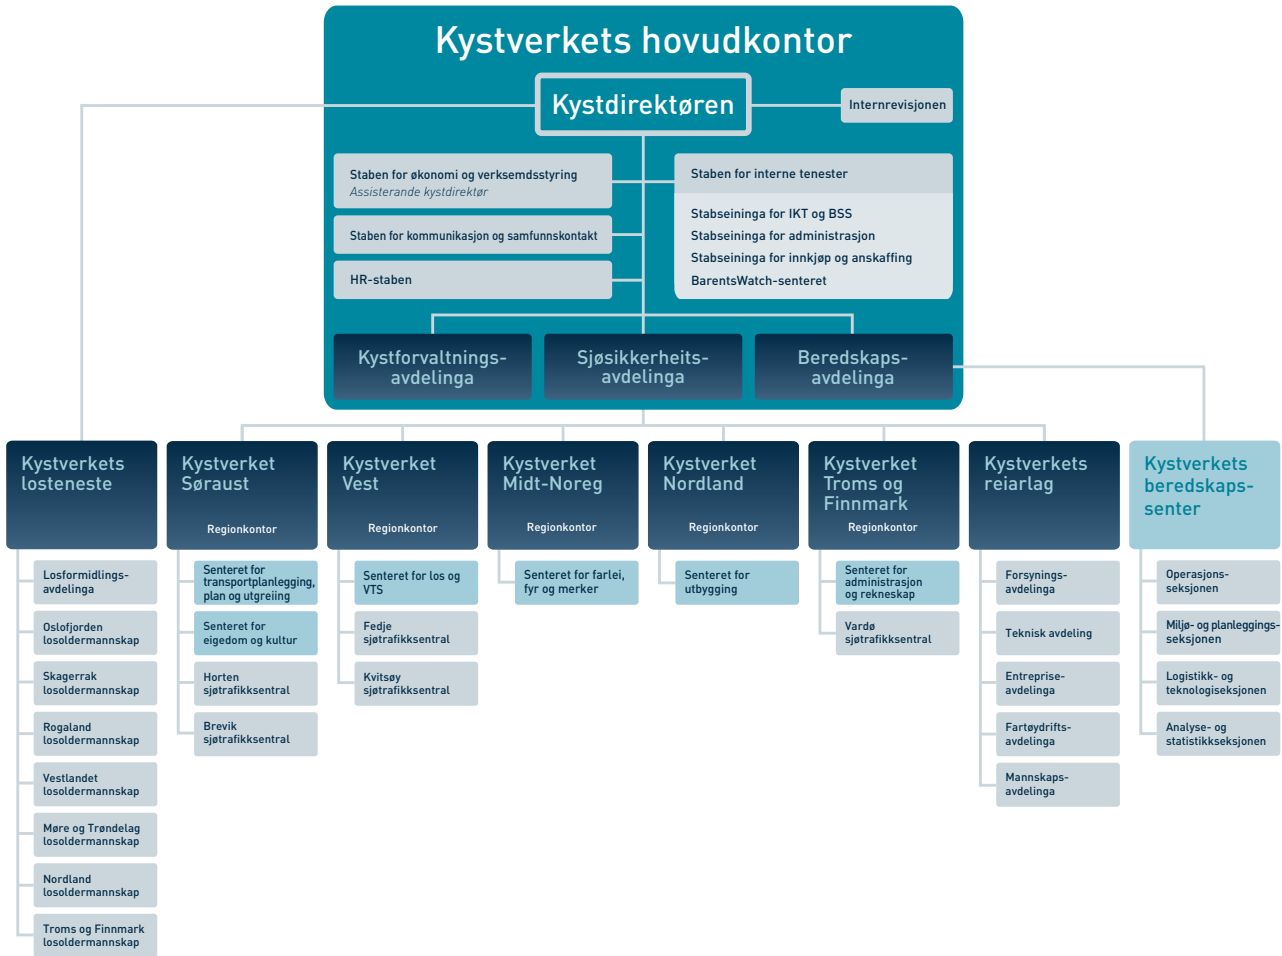 Kystverkets hovudkontor
Kystdirektøren
Internrevisjonen
Staben for økonomi og verksemdsstyring
Assisterande kystdirektør
Staben for kommunikasjon og samfunnskontakt
HR-staben
Staben for interne tenester
Stabseininga for IKT og BSS
Stabseininga for administrasjon
Stabseininga for innkjøp og anskaffing
BarentsWatch-senteret
Kystforvaltnings-
avdelinga
Sjøsikkerheits-
avdelinga
Beredskaps-
avdelinga
Kystverkets
losteneste
Losformidlings-
avdelinga
Oslofjorden
losoldermannskap
Skagerrak
losoldermannskap
Rogaland
losoldermannskap
Vestlandet
losoldermannskap
Møre og Trøndelag
losoldermannskap
Nordland
losoldermannskap
Troms og Finnmark
losoldermannskap
Kystverket
Søraust
Regionkontor
Senteret for
transportplanlegging,
plan og utgreiing
Senteret for
eigedom og kultur
Horten
sjøtrafikksentral
Brevik
sjøtrafikksentral
Kystverket
Vest
Regionkontor
Senteret for los og
VTS
Fedje
sjøtrafikksentral
Kvitsøy
sjøtrafikksentral
Kystverket
Midt-Noreg
Regionkontor
Senteret for farlei,
fyr og merker
Kystverket
Nordland
Regionkontor
Senteret for
utbygging
Kystverket
Troms og
Finnmark
Regionkontor
Senteret for
administrasjon
og rekneskap
Vardø
sjøtrafikksentral
Kystverkets
reiarlag
Forsynings-
avdelinga
Teknisk avdeling
Entreprise-
avdelinga
Fartøydrifts-
avdelinga
Mannskaps-
avdelinga
Kystverkets
beredskaps-
senter
Operasjons-
seksjonen
Miljø- og planleggings-
seksjonen
Logistikk- og
teknologiseksjonen
Analyse- og
statistikkseksjonen